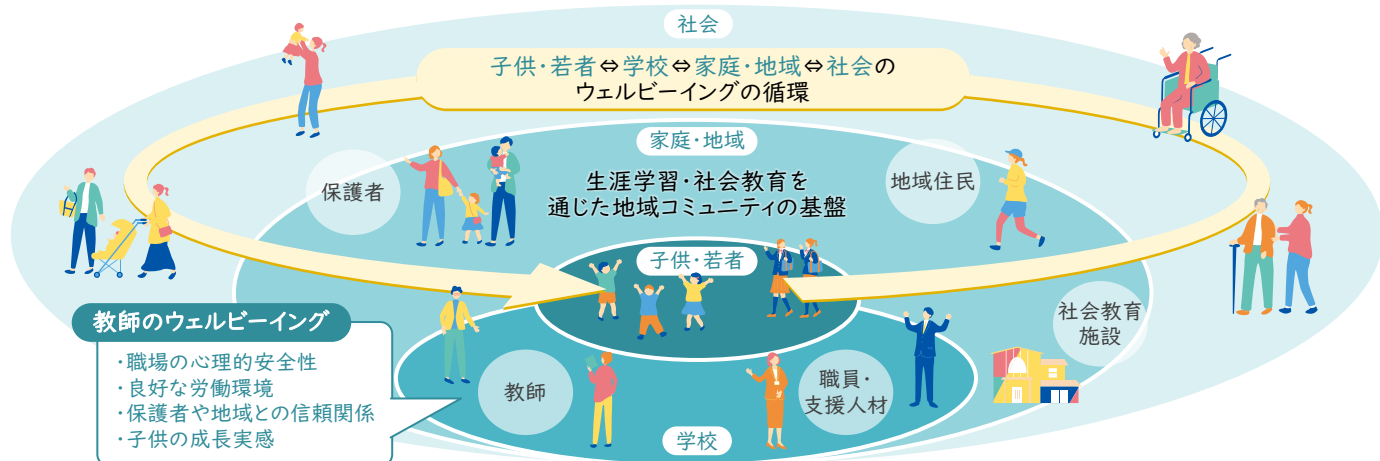 社会
子供・若者⇔学校⇔家庭・地域⇔社会の
ウェルビーイングの循環
家庭・地域
保護者
生涯学習・社会教育を
通じた地域コミュニティの基盤
地域住民
子供・若者
社会教育
施設
教師のウェルビーイング
・職場の心理的安全性
・良好な労働環境
・保護者や地域との信頼関係
・子供の成長実感
教師
職員・
支援人材
学校